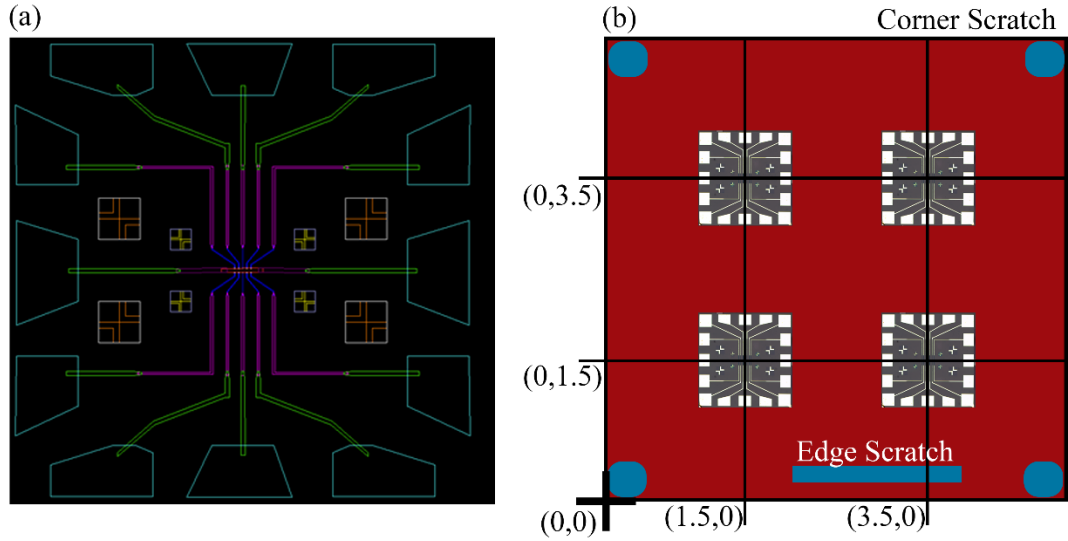 (a)
(b)
Corner Scratch
(0,3.5)
(0,1.5)
Edge Scratch
(0,0)
(1.5,0)
(3.5,0)